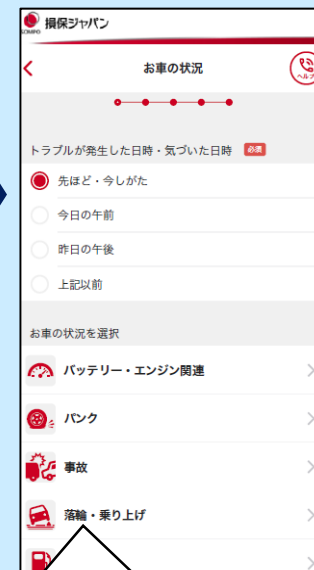 SOMPO 損保ジャパン
お車の状況
ヘルプ
トラブルが発生した日時・気づいた日時 必須
先ほど・今しがた
今日の午前
昨日の午後
上記以前
お車の状況を選択
バッテリー・エンジン関連
パンク
事故
落輪・乗り上げ